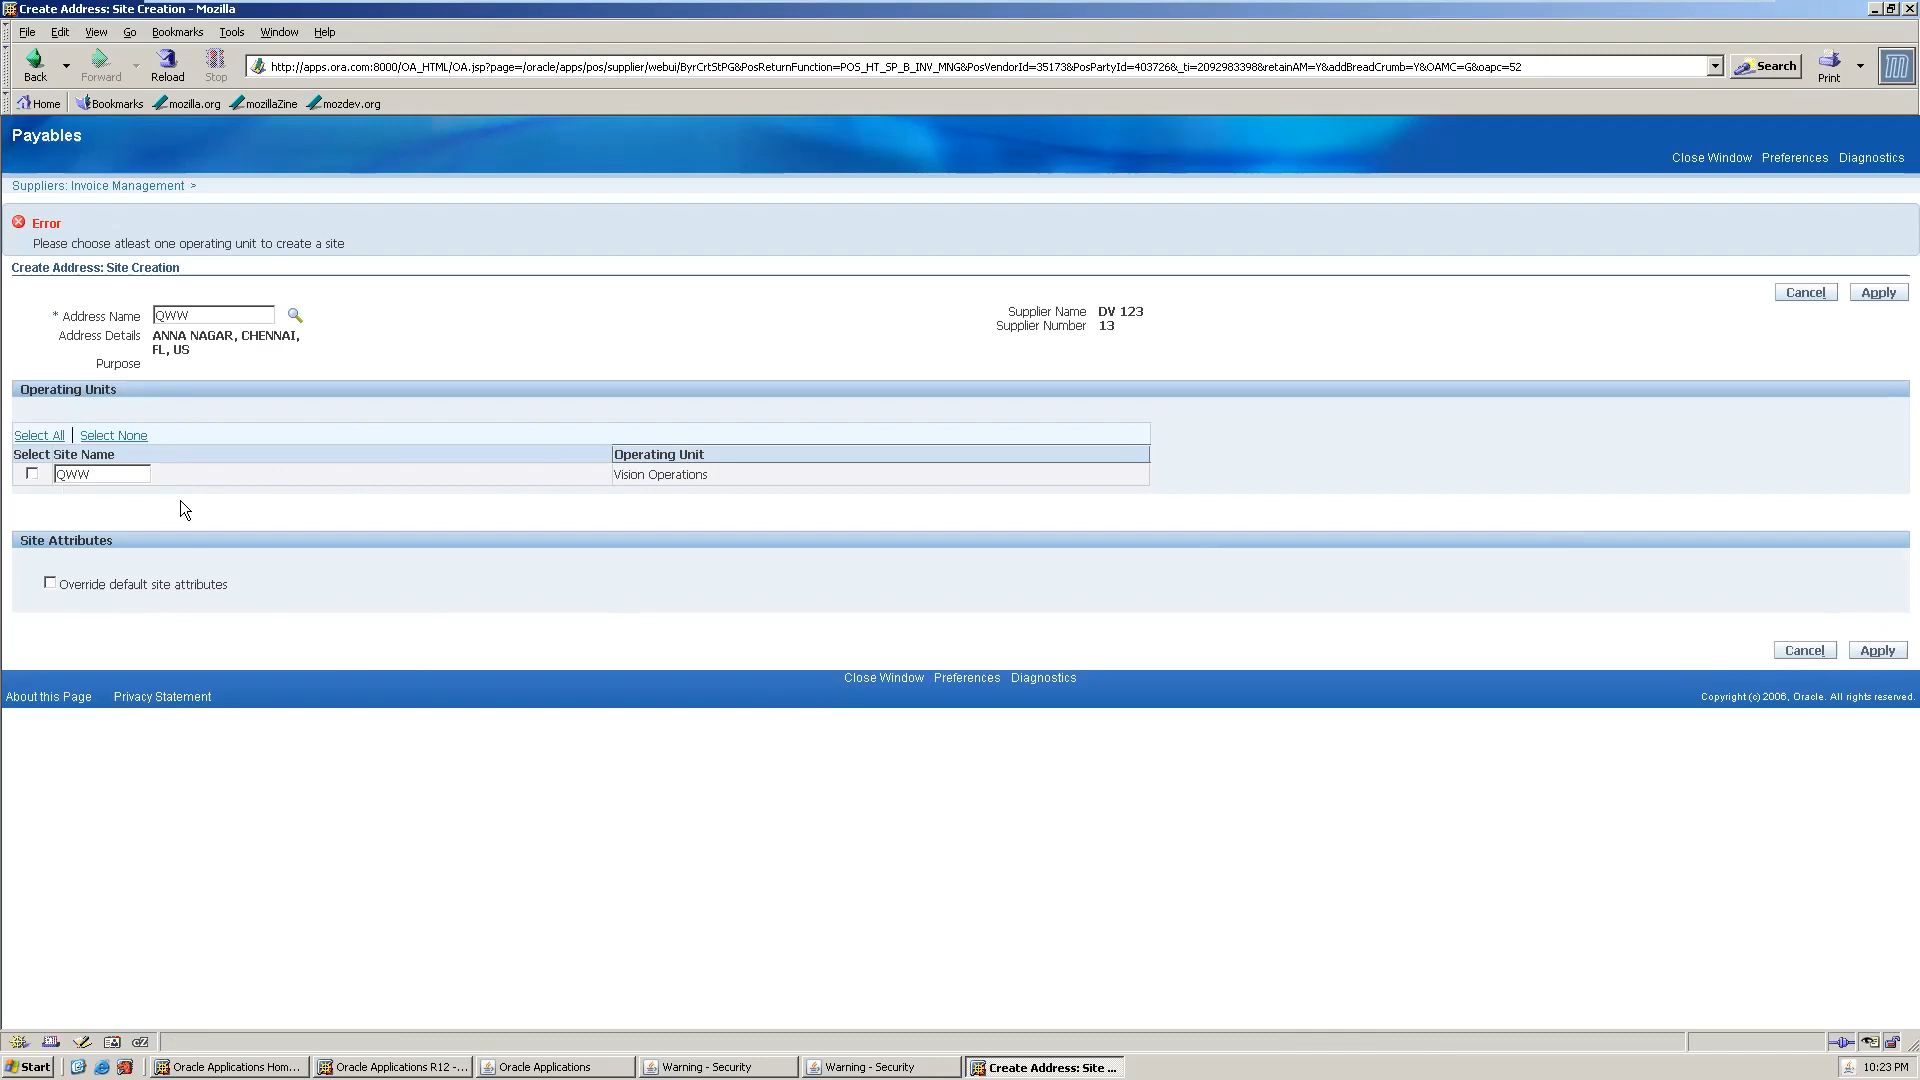 Create Address: Site Creation - Mozilla
File Edit View Go Bookmarks Tools Window Help
Back Forward Reload Stop http://apps.ora.com:8000/OA_HTML/OA.jsp?page=/oracle/apps/pos/supplier/webui/ByrCrtStPG&PosReturnFunction=POS_HT_SP_B_INV_MNG&PosVendorId=35173&PosPartyId=403726&_ti=2092983398&retainAM=Y&addBreadCrumb=Y&OAMC=G&oapc=52 Search Print
Home Bookmarks mozilla.org mozillaZine mozdev.org
Payables
Close Window Preferences Diagnostics
Suppliers: Invoice Management >
Error
Please choose atleast one operating unit to create a site
Create Address: Site Creation
Cancel Apply
* Address Name QWW
Supplier Name DV 123
Address Details ANNA NAGAR, CHENNAI,
FL, US
Supplier Number 13
Purpose
Operating Units
Select All | Select None
Select Site Name Operating Unit
QWW Vision Operations
Site Attributes
Override default site attributes
Cancel Apply
Close Window Preferences Diagnostics
About this Page Privacy Statement Copyright (c) 2006, Oracle. All rights reserved.
Start Oracle Applications Hom... Oracle Applications R12 -... Oracle Applications Warning - Security Warning - Security Create Address: Site ... 10:23 PM